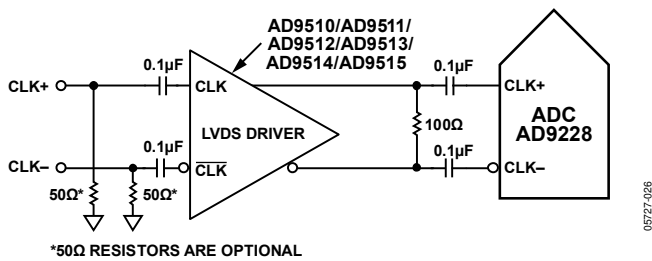 AD9510/AD9511/
AD9512/AD9513/
AD9514/AD9515
0.1µF
0.1µF
CLK+
CLK
CLK+
ADC
AD9228
LVDS DRIVER
100Ω
0.1µF
0.1µF
CLK–
CLK
CLK–
50Ω*
50Ω*
*50Ω RESISTORS ARE OPTIONAL
05727-026